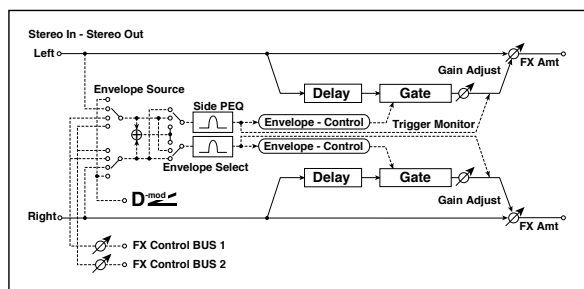 Stereo In - Stereo Out
Left
FX Amt
Gain Adjust
Envelope Source
Delay
Gate
Side PEQ
Envelope - Control
Trigger Monitor
Envelope - Control
Envelope Select
D-mod
Delay
Gate
Gain Adjust
Right
FX Amt
FX Control BUS 1
FX Control BUS 2